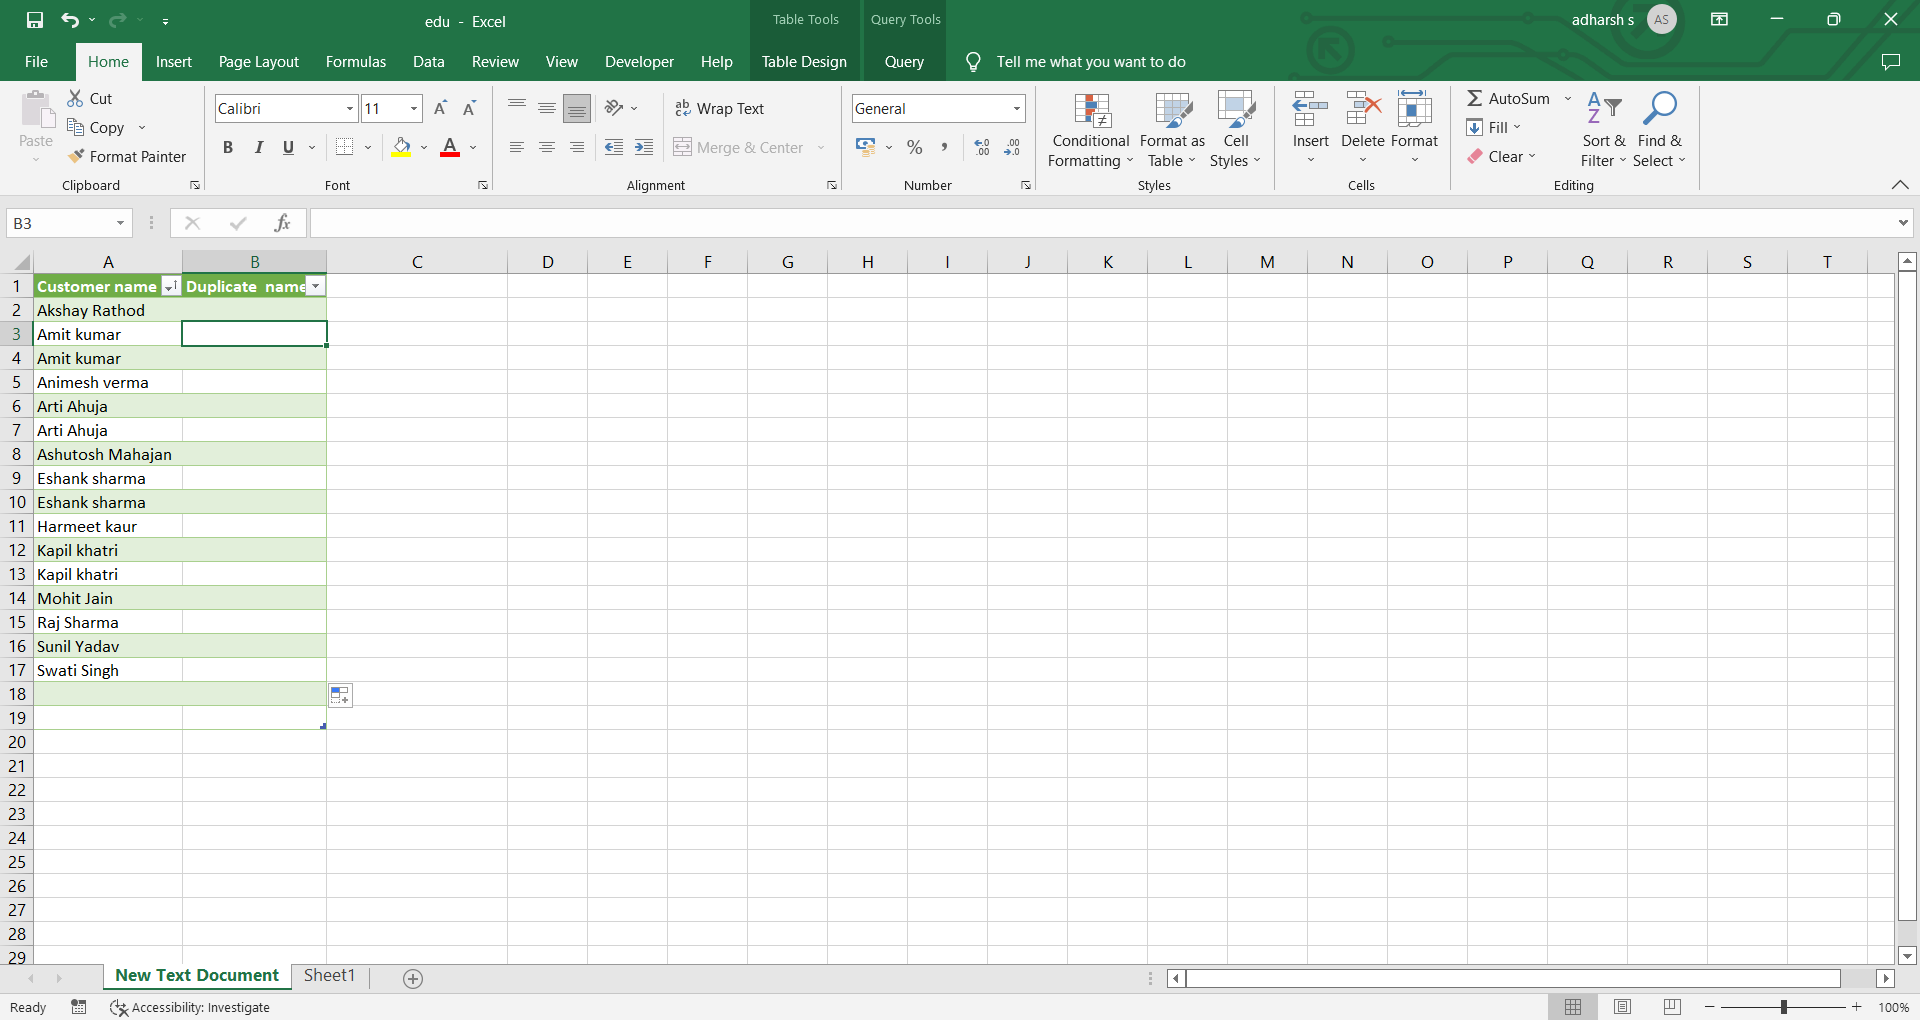 edu - Excel
Table Tools
Query Tools
adharsh s
AS
File
Home
Insert
Page Layout
Formulas
Data
Review
View
Developer
Help
Table Design
Query
Tell me what you want to do
Paste
Cut
Copy
Format Painter
Clipboard
Calibri
11
A
A
B
I
U
A
Font
ab
Wrap Text
Merge & Center
Alignment
General
%
Number
Conditional
Formatting
Format as
Table
Cell
Styles
Styles
Insert
Delete
Format
Cells
AutoSum
Fill
Clear
Sort &
Filter
Find &
Select
Editing
B3
fx
A B C D E F G H I J K L M N O P Q R S T
1 Customer name Duplicate name
2 Akshay Rathod
3 Amit kumar
4 Amit kumar
5 Animesh verma
6 Arti Ahuja
7 Arti Ahuja
8 Ashutosh Mahajan
9 Eshank sharma
10 Eshank sharma
11 Harmeet kaur
12 Kapil khatri
13 Kapil khatri
14 Mohit Jain
15 Raj Sharma
16 Sunil Yadav
17 Swati Singh
18
19
20
21
22
23
24
25
26
27
28
29
New Text Document
Sheet1
Ready
Accessibility: Investigate
100%